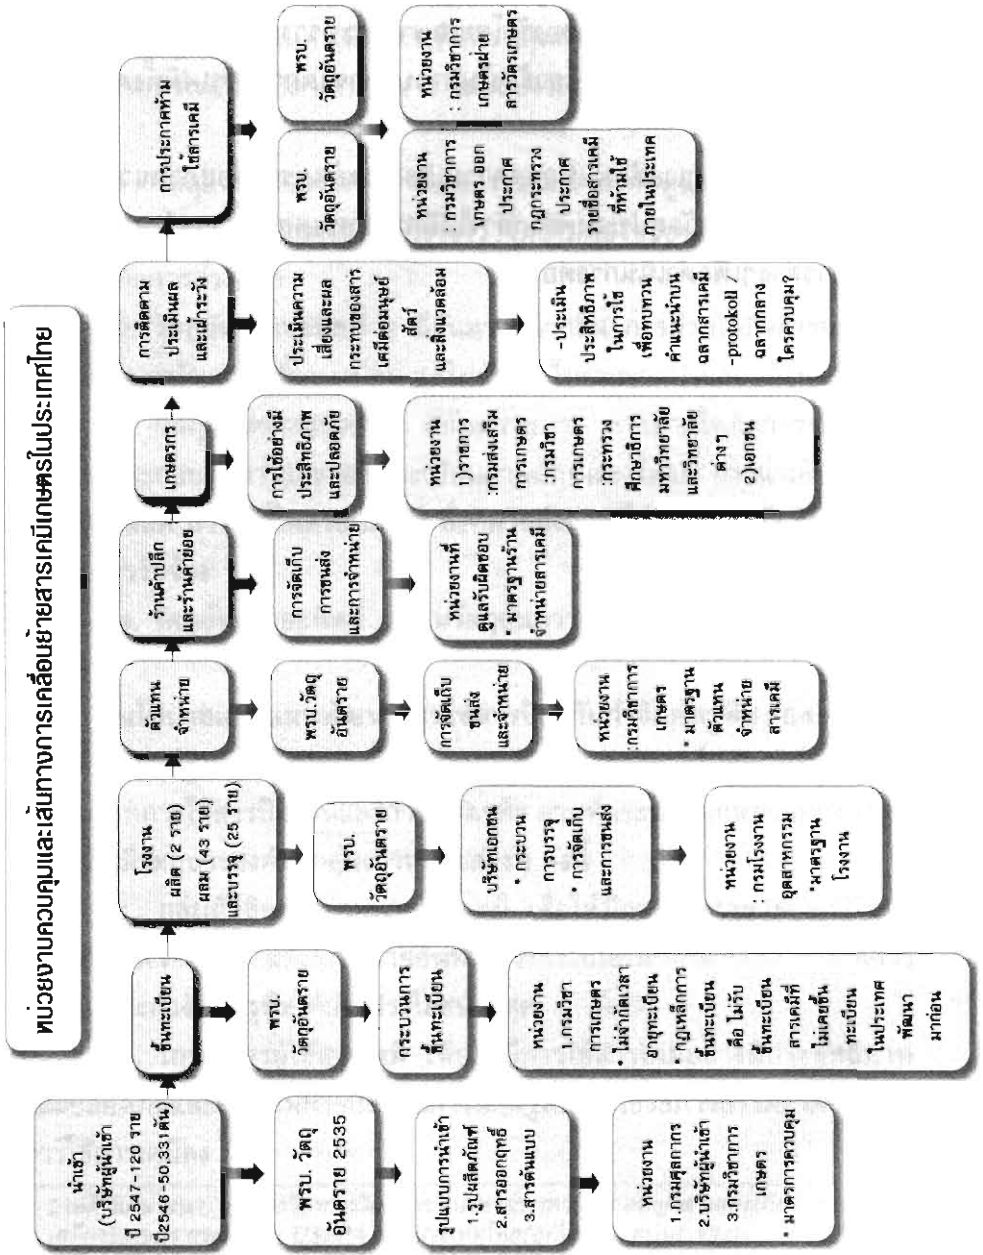 หน่วยงานควบคุมและเส้นทางการเคลื่อนย้ายสารเคมีเกษตรในประเทศไทย
นำเข้า
(บริษัทผู้นำเข้า
ปี 2547-120 ราย
ปี2546-50,331ตัน)
พรบ. วัตถุ
อันตราย 2535
รูปแบบการนำเข้า
1.รูปผลิตภัณฑ์
2.สารออกฤทธิ์
3.สารต้นแบบ
หน่วยงาน
1.กรมศุลกากร
2.บริษัทผู้นำเข้า
3.กรมวิชาการ
เกษตร
* มาตรการควบคุม
ขึ้นทะเบียน
พรบ.
วัตถุอันตราย
กระบวนการ
ขึ้นทะเบียน
หน่วยงาน
1.กรมวิชา
การเกษตร
* ไม่จำกัดเวลา
อายุทะเบียน
* กฎเหล็กการ
ขึ้นทะเบียน
คือ ไม่รับ
ขึ้นทะเบียน
สารเคมีที่
ไม่เคยขึ้น
ทะเบียน
ในประเทศ
พัฒนา
มาก่อน
โรงงาน
ผลิต (2 ราย)
ผสม (43 ราย)
และบรรจุ (25 ราย)
พรบ.
วัตถุอันตราย
บริษัทเอกชน
* กระบวน
การบรรจุ
* การจัดเก็บ
และการขนส่ง
หน่วยงาน
: กรมโรงงาน
อุตสาหกรรม
*มาตรฐาน
โรงงาน
ตัวแทน
จำหน่าย
พรบ.วัตถุ
อันตราย
การจัดเก็บ
ขนส่ง
และจำหน่าย
หน่วยงาน
:กรมวิชาการ
เกษตร
* มาตรฐาน
ตัวแทน
จำหน่าย
สารเคมี
ร้านค้าปลีก
และร้านค้าย่อย
การจัดเก็บ
การขนส่ง
และการจำหน่าย
หน่วยงานที่
ดูแลรับผิดชอบ
* มาตรฐานร้าน
จำหน่ายสารเคมี
เกษตรกร
การใช้อย่างมี
ประสิทธิภาพ
และปลอดภัย
หน่วยงาน
1)ราชการ
:กรมส่งเสริม
การเกษตร
:กรมวิชา
การเกษตร
:กระทรวง
ศึกษาธิการ
มหาวิทยาลัย
และวิทยาลัย
ต่างๆ
2)เอกชน
การติดตาม
ประเมินผล
และเฝ้าระวัง
ประเมินความ
เสี่ยงและผล
กระทบของสาร
เคมีต่อมนุษย์
สัตว์
และสิ่งแวดล้อม
-ประเมิน
ประสิทธิภาพ
ในการใช้
เพื่อทบทวน
คำแนะนำบน
ฉลากสารเคมี
-protokoll /
ฉลากกลาง
ใครควบคุม?
การประกาศห้าม
ใช้สารเคมี
พรบ.
วัตถุอันตราย
หน่วยงาน
: กรมวิชาการ
เกษตร ออก
ประกาศ
กฎกระทรวง
ประกาศ
รายชื่อสารเคมี
ที่ห้ามใช้
ภายในประเทศ
พรบ.
วัตถุอันตราย
หน่วยงาน
: กรมวิชาการ
เกษตรฝ่าย
สารวัตรเกษตร